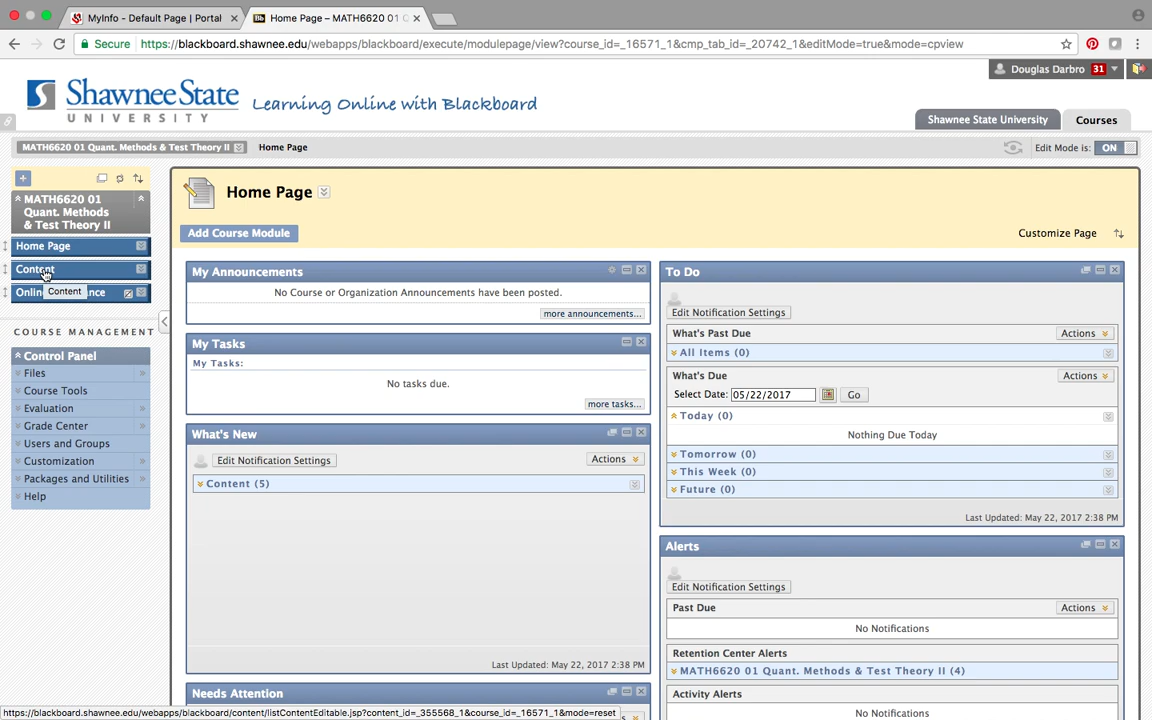 MyInfo - Default Page | Portal
Home Page – MATH6620 01
Secure
https://blackboard.shawnee.edu/webapps/blackboard/execute/modulepage/view?course_id=_16571_1&cmp_tab_id=_20742_1&editMode=true&mode=cpview
Douglas Darbro 31
Shawnee State
UNIVERSITY
Learning Online with Blackboard
Shawnee State University
Courses
MATH6620 01 Quant. Methods & Test Theory II
Home Page
Edit Mode is: ON
MATH6620 01
Quant. Methods
& Test Theory II
Home Page
Content
Content
COURSE MANAGEMENT
Control Panel
Files
Course Tools
Evaluation
Grade Center
Users and Groups
Customization
Packages and Utilities
Help
Home Page
Add Course Module
Customize Page
My Announcements
No Course or Organization Announcements have been posted.
more announcements...
My Tasks
My Tasks:
No tasks due.
more tasks...
What's New
Edit Notification Settings
Actions
Content (5)
Last Updated: May 22, 2017 2:38 PM
Needs Attention
To Do
Edit Notification Settings
What's Past Due
Actions
All Items (0)
What's Due
Actions
Select Date: 05/22/2017 Go
Today (0)
Nothing Due Today
Tomorrow (0)
This Week (0)
Future (0)
Last Updated: May 22, 2017 2:38 PM
Alerts
Edit Notification Settings
Past Due
Actions
No Notifications
Retention Center Alerts
MATH6620 01 Quant. Methods & Test Theory II (4)
Activity Alerts
No Notifications
https://blackboard.shawnee.edu/webapps/blackboard/content/listContentEditable.jsp?content_id=_355568_1&course_id=_16571_1&mode=reset